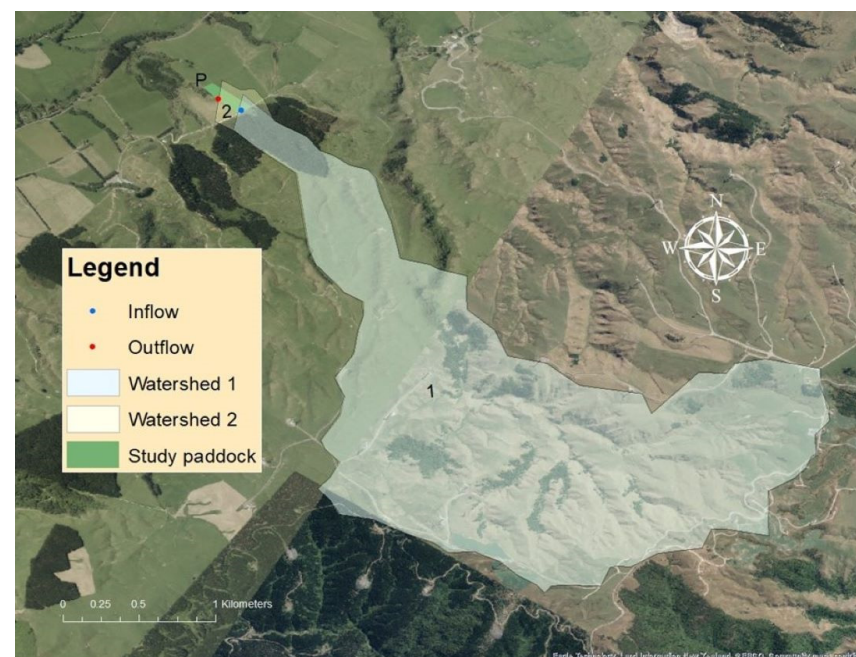 P
2
N
W E
S
Legend
Inflow
Outflow
Watershed 1
Watershed 2
Study paddock
1
0 0.25 0.5 1 Kilometers